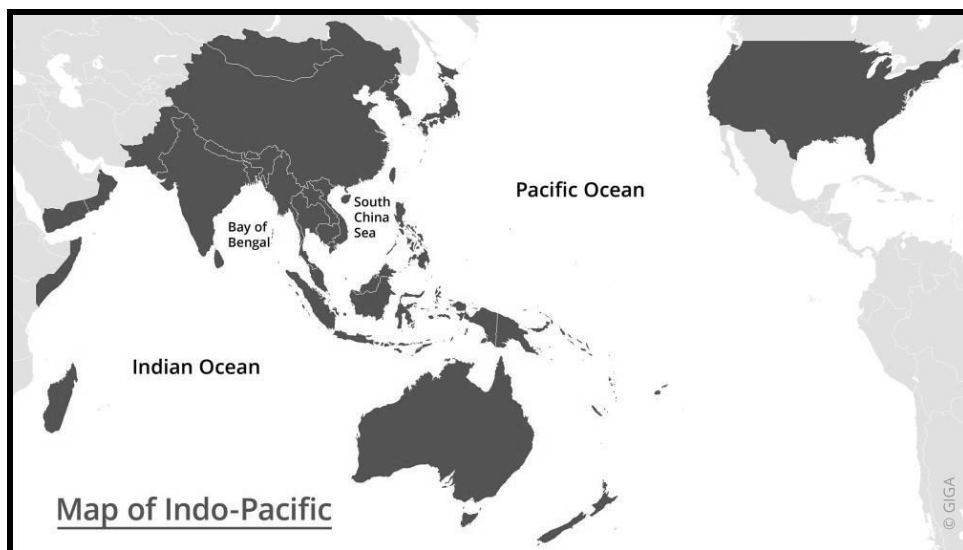 Pacific Ocean
South
China
Sea
Bay of
Bengal
Indian Ocean
Map of Indo-Pacific
© GIGA